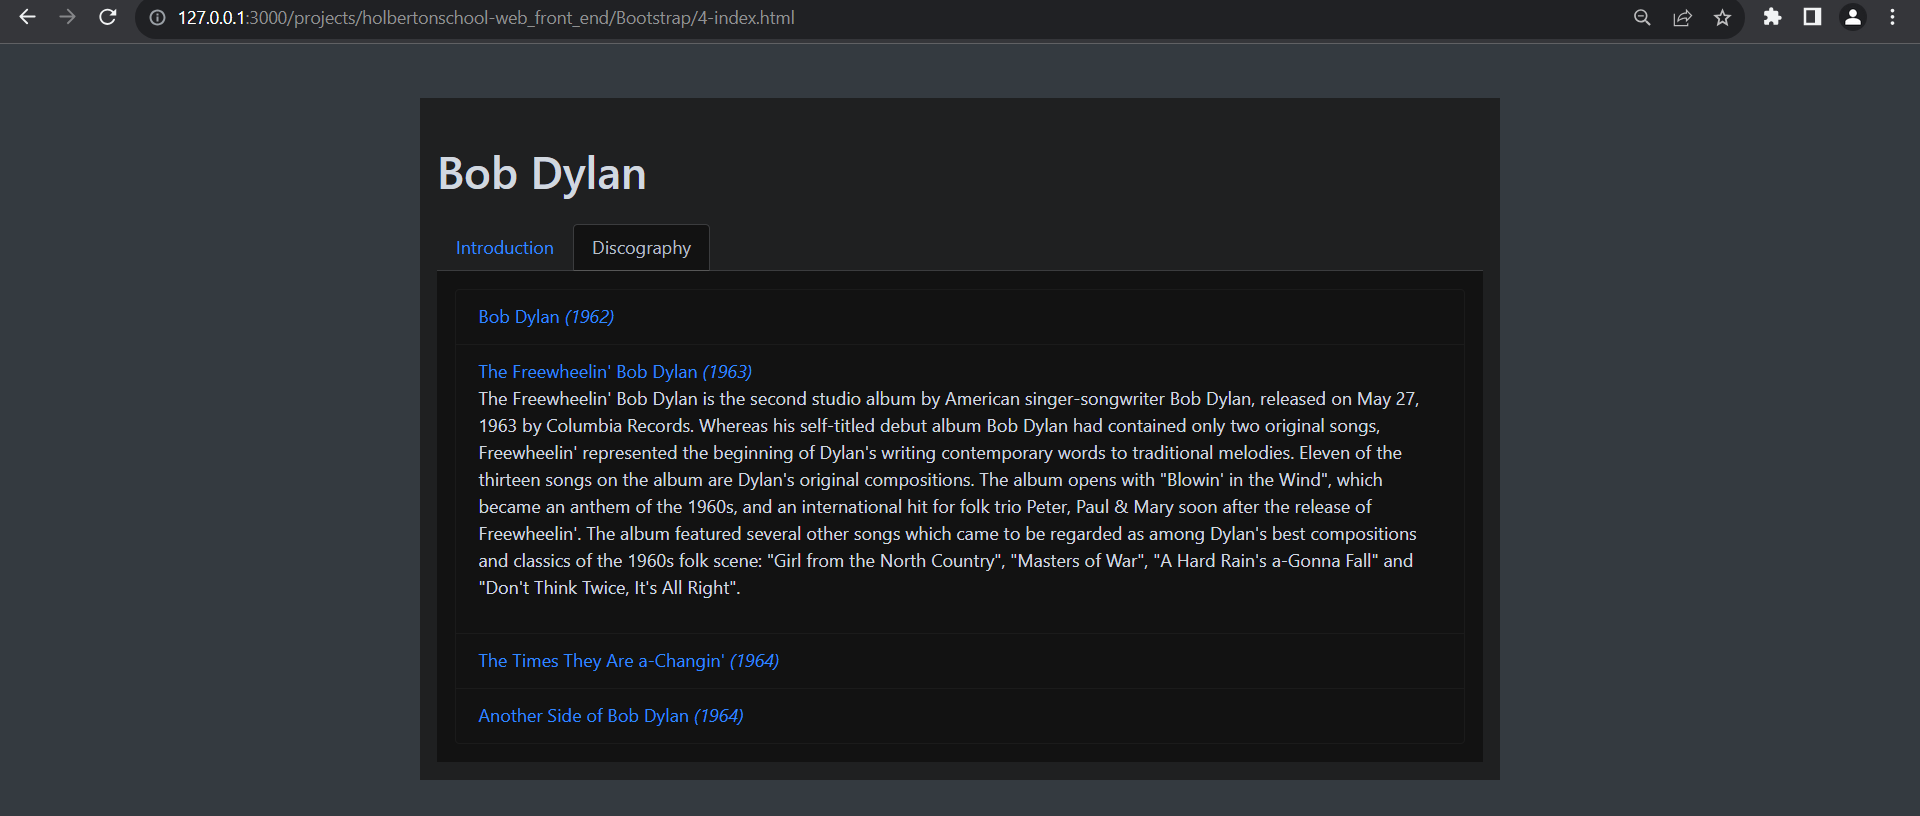 127.0.0.1:3000/projects/holbertonschool-web_front_end/Bootstrap/4-index.html
Bob Dylan
Introduction
Discography
Bob Dylan (1962)
The Freewheelin' Bob Dylan (1963)
The Freewheelin' Bob Dylan is the second studio album by American singer-songwriter Bob Dylan, released on May 27,
1963 by Columbia Records. Whereas his self-titled debut album Bob Dylan had contained only two original songs,
Freewheelin' represented the beginning of Dylan's writing contemporary words to traditional melodies. Eleven of the
thirteen songs on the album are Dylan's original compositions. The album opens with "Blowin' in the Wind", which
became an anthem of the 1960s, and an international hit for folk trio Peter, Paul & Mary soon after the release of
Freewheelin'. The album featured several other songs which came to be regarded as among Dylan's best compositions
and classics of the 1960s folk scene: "Girl from the North Country", "Masters of War", "A Hard Rain's a-Gonna Fall" and
"Don't Think Twice, It's All Right".
The Times They Are a-Changin' (1964)
Another Side of Bob Dylan (1964)